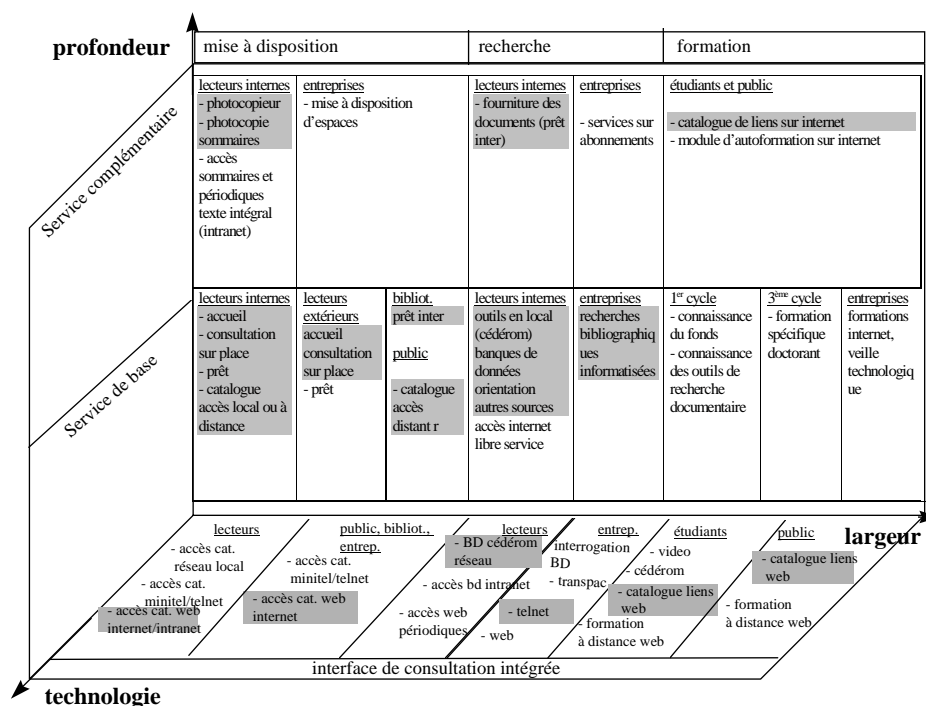 profondeur
mise à disposition
recherche
formation
Service complémentaire
lecteurs internes
- photocopieur
- photocopie
sommaires
- accès
sommaires et
périodiques
texte intégral
(intranet)
entreprises
- mise à disposition
d'espaces
lecteurs internes
- fourniture des
documents (prêt
inter)
entreprises
- services sur
abonnements
étudiants et public
- catalogue de liens sur internet
- module d'autoformation sur internet
Service de base
lecteurs internes
- accueil
- consultation
sur place
- prêt
- catalogue
accès local ou à
distance
lecteurs
extérieurs
accueil
consultation
sur place
- prêt
bibliot.
prêt inter
public
- catalogue
accès
distant r
lecteurs internes
outils en local
(cédérom)
banques de
données
orientation
autres sources
accès internet
libre service
entreprises
recherches
bibliographiq
ues
informatisées
1er cycle
- connaissance
du fonds
- connaissance
des outils de
recherche
documentaire
3ème cycle
- formation
spécifique
doctorant
entreprises
formations
internet,
veille
technologiq
ue
largeur
lecteurs
- accès cat.
réseau local
- accès cat.
minitel/telnet
- accès cat. web
internet/intranet
public, bibliot.,
entrep.
- accès cat.
minitel/telnet
- accès cat. web
internet
lecteurs
- BD cédérom
réseau
- accès bd intranet
- accès web
périodiques
entrep.
interrogation
BD
- transpac
- telnet
- web
étudiants
- video
- cédérom
- catalogue liens
web
- formation
à distance web
public
- catalogue liens
web
- formation
à distance web
interface de consultation intégrée
technologie